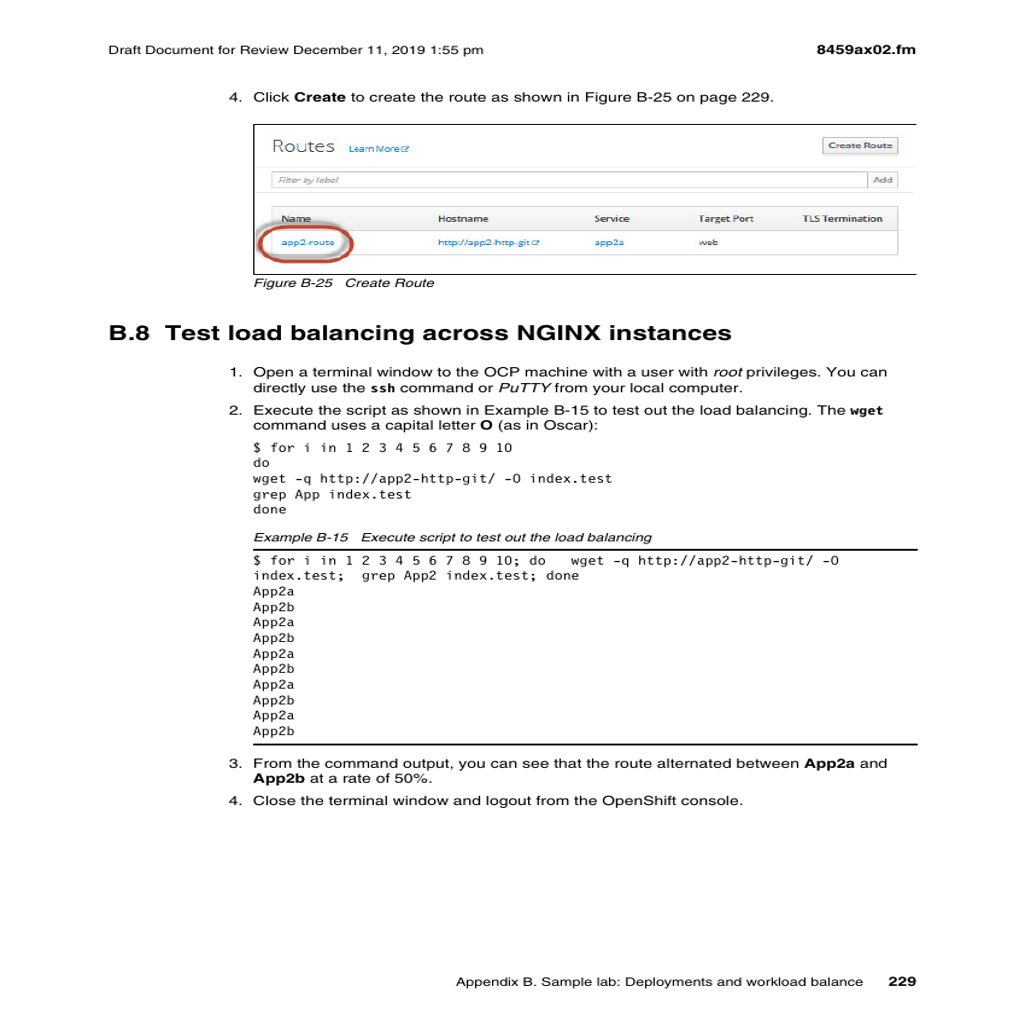 Draft Document for Review December 11, 2019 1:55 pm 8459ax02.fm
4. Click Create to create the route as shown in Figure B-25 on page 229.
Routes Learn More Create Route
Filter by label Add
Name Hostname Service Target Port TLS Termination
app2-route http://app2-http-git app2a web
Figure B-25 Create Route
B.8 Test load balancing across NGINX instances
1. Open a terminal window to the OCP machine with a user with root privileges. You can
directly use the ssh command or PuTTY from your local computer.
2. Execute the script as shown in Example B-15 to test out the load balancing. The wget
command uses a capital letter O (as in Oscar):
$ for i in 1 2 3 4 5 6 7 8 9 10
do
wget -q http://app2-http-git/ -O index.test
grep App index.test
done
Example B-15 Execute script to test out the load balancing
$ for i in 1 2 3 4 5 6 7 8 9 10; do   wget -q http://app2-http-git/ -O
index.test;  grep App2 index.test; done
App2a
App2b
App2a
App2b
App2a
App2b
App2a
App2b
App2a
App2b
3. From the command output, you can see that the route alternated between App2a and
App2b at a rate of 50%.
4. Close the terminal window and logout from the OpenShift console.
Appendix B. Sample lab: Deployments and workload balance 229